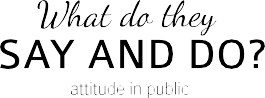 What do they
SAY AND DO?
attitude in public